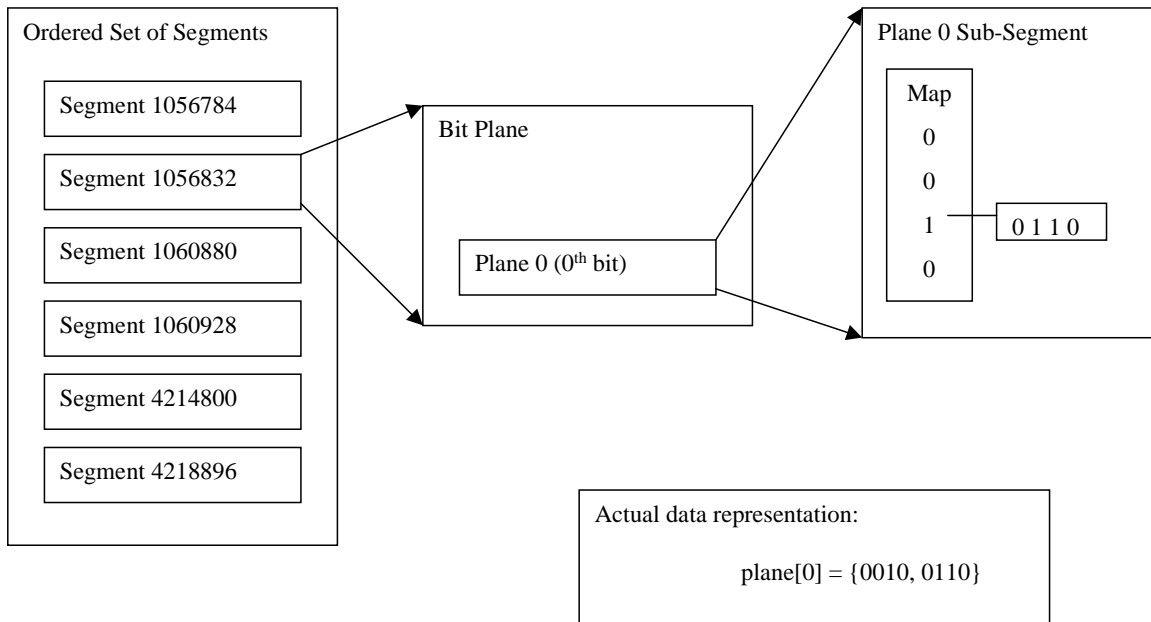 Ordered Set of Segments
Segment 1056784
Segment 1056832
Segment 1060880
Segment 1060928
Segment 4214800
Segment 4218896
Bit Plane
Plane 0 (0th bit)
Plane 0 Sub-Segment
Map
0
0
1
0
0 1 1 0
Actual data representation:
plane[0] = {0010, 0110}